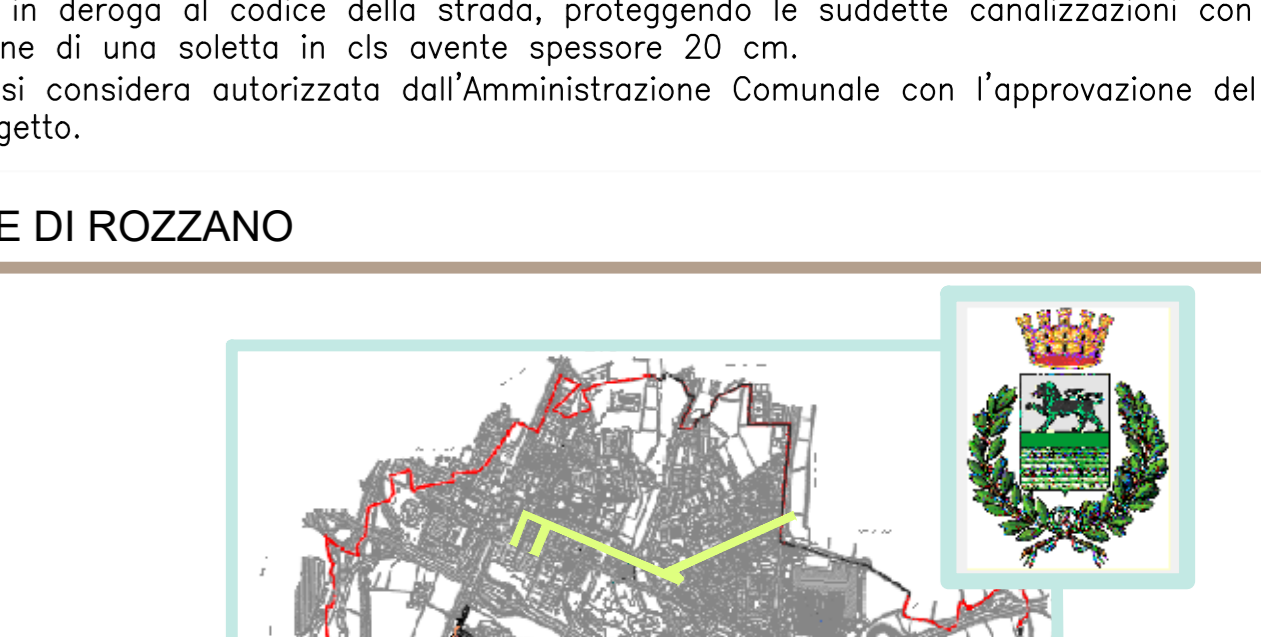 in deroga al codice della strada, proteggendo le suddette canalizzazioni con
ne di una soletta in cls avente spessore 20 cm.
si considera autorizzata dall'Amministrazione Comunale con l'approvazione del
getto.
E DI ROZZANO